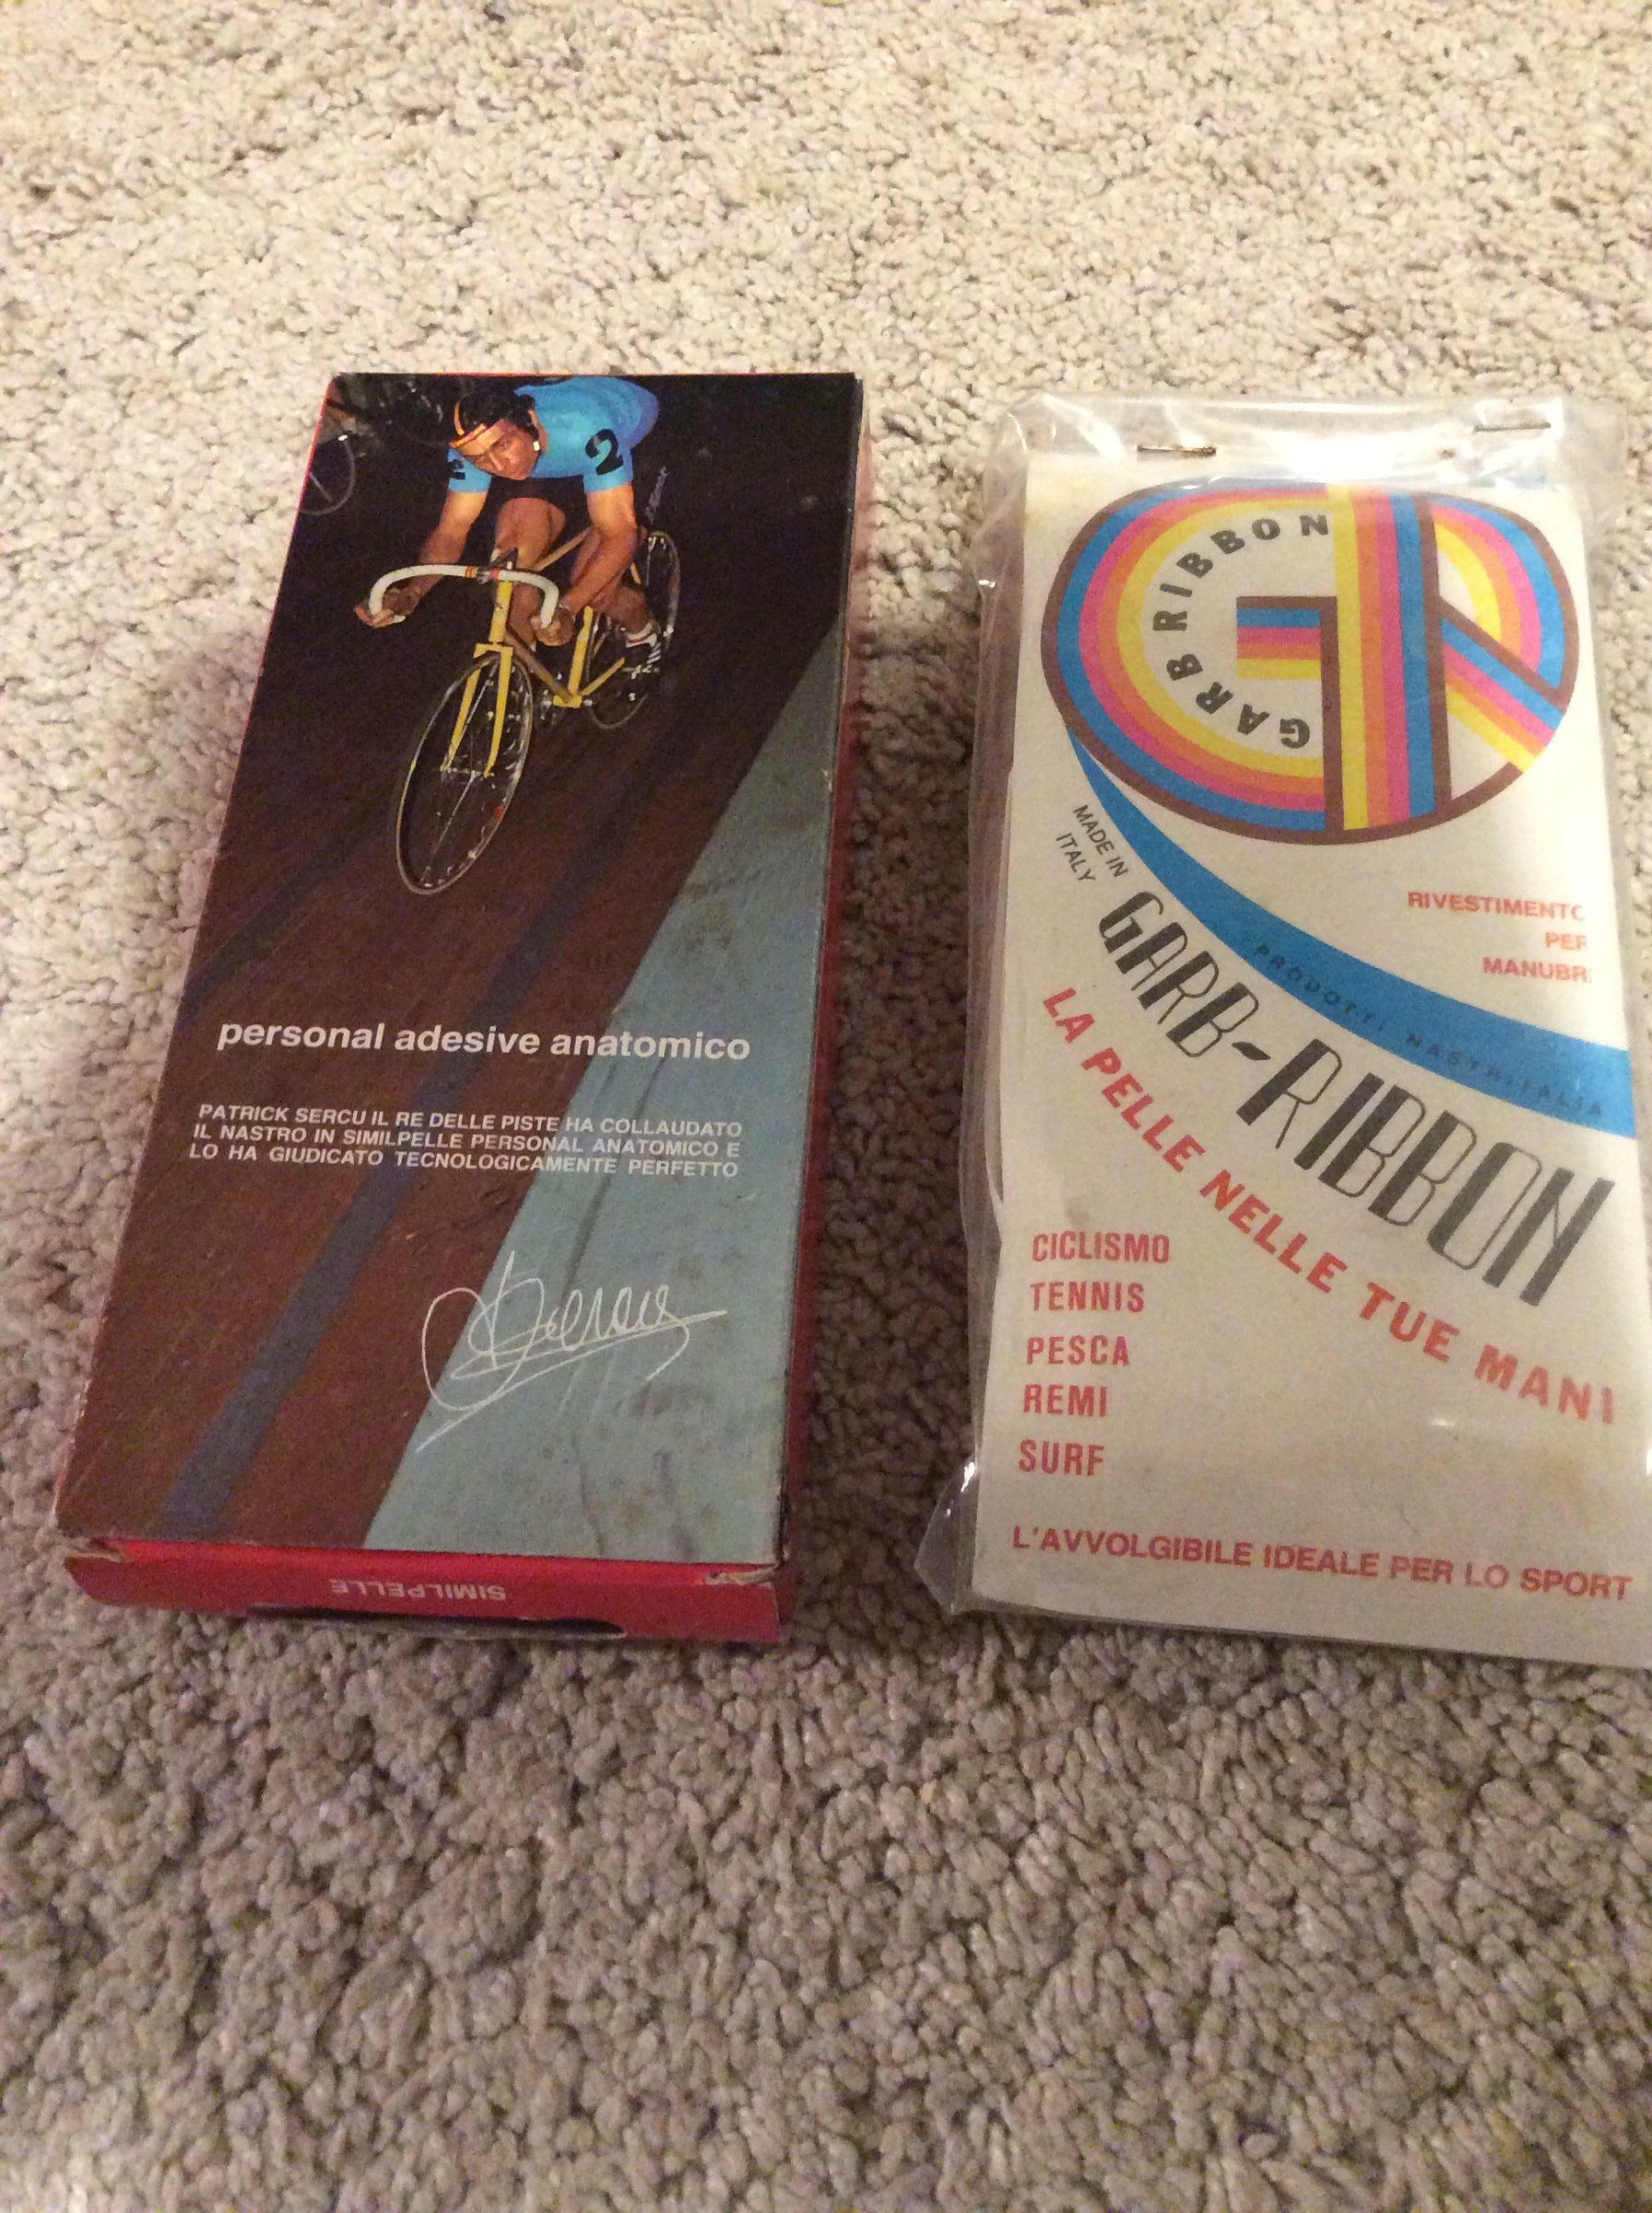 2
personal adesive anatomico
PATRICK SERCU IL RE DELLE PISTE HA COLLAUDATO
IL NASTRO IN SIMILPELLE PERSONAL ANATOMICO E
LO HA GIUDICATO TECNOLOGICAMENTE PERFETTO
SIMILPELLE
GARB RIBBON
MADE IN
ITALY
RIVESTIMENTO
PER
MANUBRI
PRODOTTI NASTRITALIA
GARB-RIBBON
LA PELLE NELLE TUE MANI
CICLISMO
TENNIS
PESCA
REMI
SURF
L'AVVOLGIBILE IDEALE PER LO SPORT